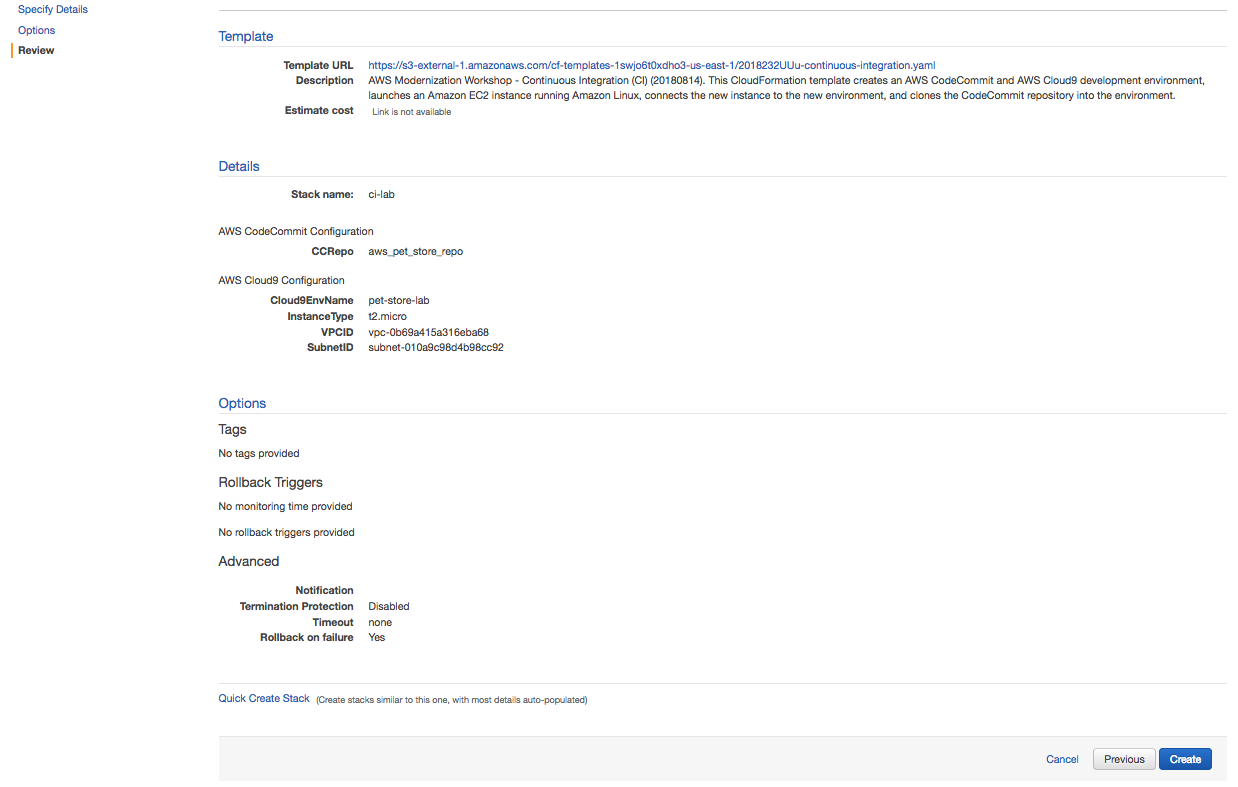 Specify Details
Options
Review
Template
Template URL https://s3-external-1.amazonaws.com/cf-templates-1swjo6t0xdho3-us-east-1/2018232UUu-continuous-integration.yaml
Description AWS Modernization Workshop - Continuous Integration (CI) (20180814). This CloudFormation template creates an AWS CodeCommit and AWS Cloud9 development environment,
launches an Amazon EC2 instance running Amazon Linux, connects the new instance to the new environment, and clones the CodeCommit repository into the environment.
Estimate cost Link is not available
Details
Stack name: ci-lab
AWS CodeCommit Configuration
CCRepo aws_pet_store_repo
AWS Cloud9 Configuration
Cloud9EnvName pet-store-lab
InstanceType t2.micro
VPCID vpc-0b69a415a316eba68
SubnetID subnet-010a9c98d4b98cc92
Options
Tags
No tags provided
Rollback Triggers
No monitoring time provided
No rollback triggers provided
Advanced
Notification
Termination Protection Disabled
Timeout none
Rollback on failure Yes
Quick Create Stack (Create stacks similar to this one, with most details auto-populated)
Cancel Previous Create